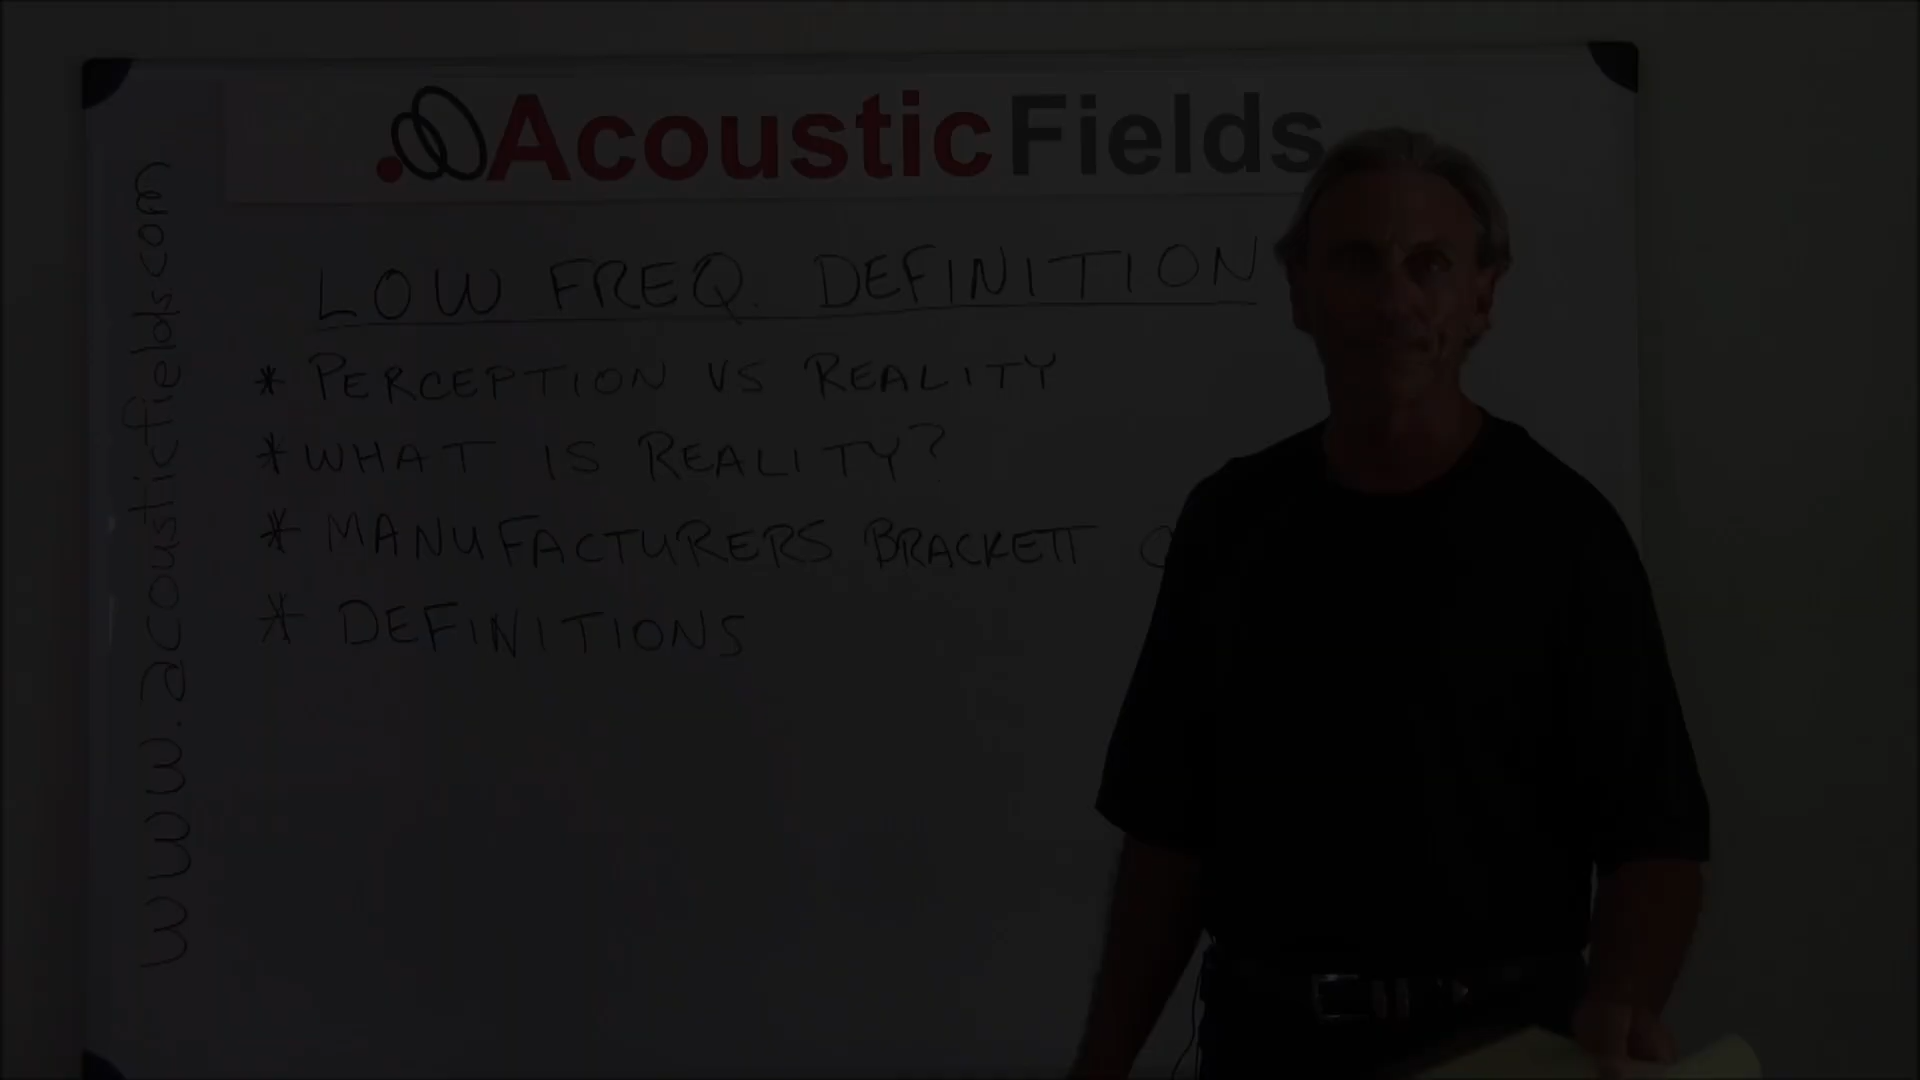 AcousticFields
www.acousticfields.com
LOW FREQ. DEFINITION
* PERCEPTION VS REALITY
* WHAT IS REALITY?
* MANUFACTURERS BRACKETT
* DEFINITIONS